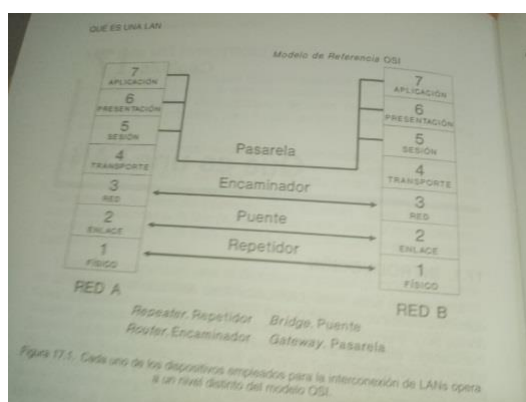 QUÉ ES UNA LAN
Modelo de Referencia OSI
7
APLICACIÓN
6
PRESENTACIÓN
5
SESIÓN
4
TRANSPORTE
3
RED
2
ENLACE
1
FÍSICO
RED A
Pasarela
Encaminador
Puente
Repetidor
7
APLICACIÓN
6
PRESENTACIÓN
5
SESIÓN
4
TRANSPORTE
3
RED
2
ENLACE
1
FÍSICO
RED B
Repeater, Repetidor Bridge, Puente
Router, Encaminador Gateway, Pasarela
Figura 17.1. Cada uno de los dispositivos empleados para la interconexión de LANs opera
a un nivel distinto del modelo OSI.